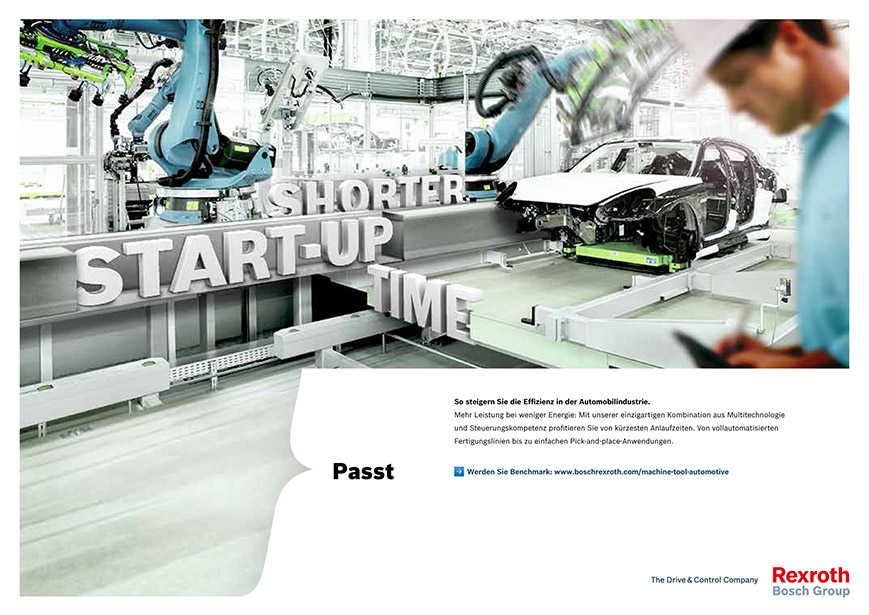 SHORTER
START-UP
TIME
So steigern Sie die Effizienz in der Automobilindustrie.
Mehr Leistung bei weniger Energie: Mit unserer einzigartigen Kombination aus Multitechnologie
und Steuerungskompetenz profitieren Sie von kürzesten Anlaufzeiten. Von vollautomatisierten
Fertigungslinien bis zu einfachen Pick-and-place-Anwendungen.
Passt
Werden Sie Benchmark: www.boschrexroth.com/machine-tool-automotive
The Drive & Control Company
Rexroth
Bosch Group